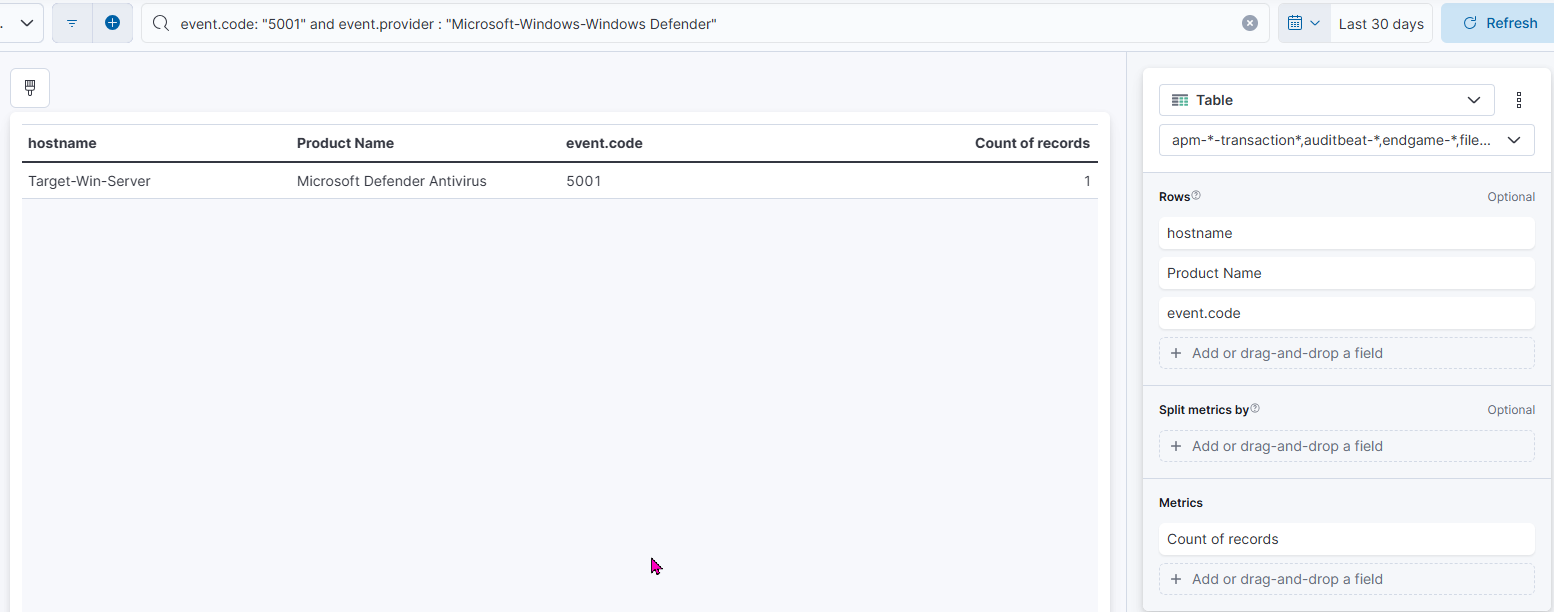 event.code: "5001" and event.provider : "Microsoft-Windows-Windows Defender"
Last 30 days
Refresh
hostname Product Name event.code Count of records
Target-Win-Server Microsoft Defender Antivirus 5001 1
Table
apm-*-transaction*,auditbeat-*,endgame-*,file...
Rows Optional
hostname
Product Name
event.code
Add or drag-and-drop a field
Split metrics by Optional
Add or drag-and-drop a field
Metrics
Count of records
Add or drag-and-drop a field